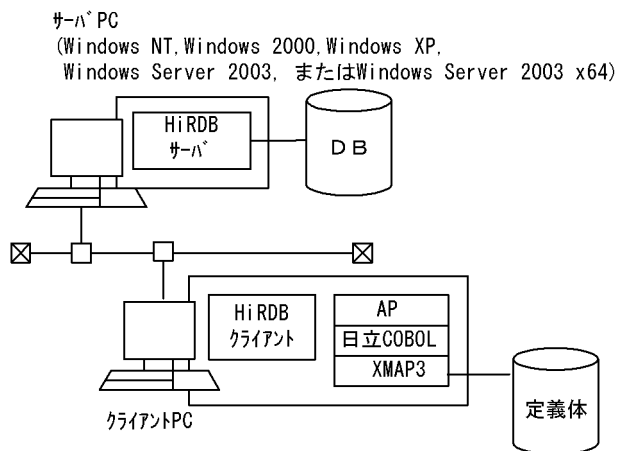 ｻｰﾊﾞPC
(Windows NT,Windows 2000,Windows XP,
Windows Server 2003, またはWindows Server 2003 x64)
HiRDB
ｻｰﾊﾞ
ＤＢ
HiRDB
ｸﾗｲｱﾝﾄ
AP
日立COBOL
XMAP3
定義体
ｸﾗｲｱﾝﾄPC